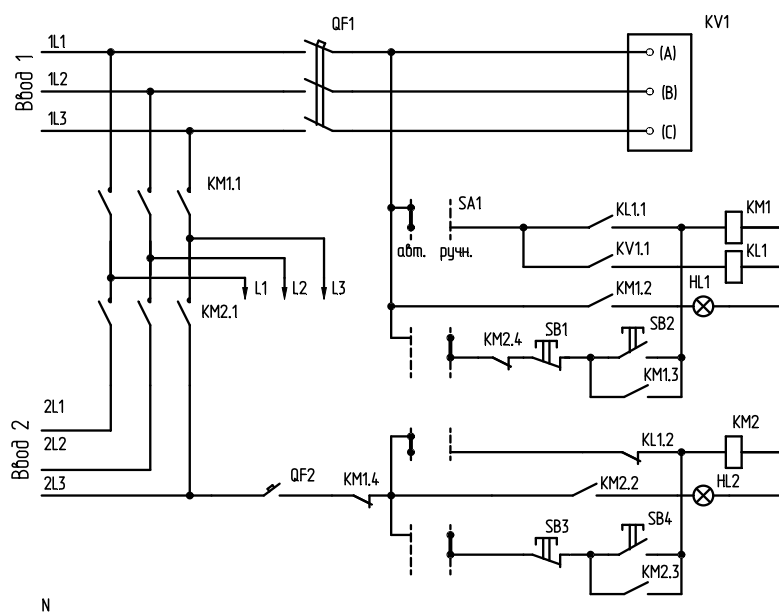 QF1
KV1
1L1
(A)
Ввод 1
1L2
(B)
1L3
(C)
KM1.1
SA1
KL1.1
KM1
авт.
ручн.
KV1.1
KL1
L1
L2
L3
KM1.2
HL1
KM2.1
KM2.4
SB1
SB2
KM1.3
2L1
Ввод 2
2L2
KL1.2
KM2
2L3
QF2
KM1.4
KM2.2
HL2
SB3
SB4
KM2.3
N